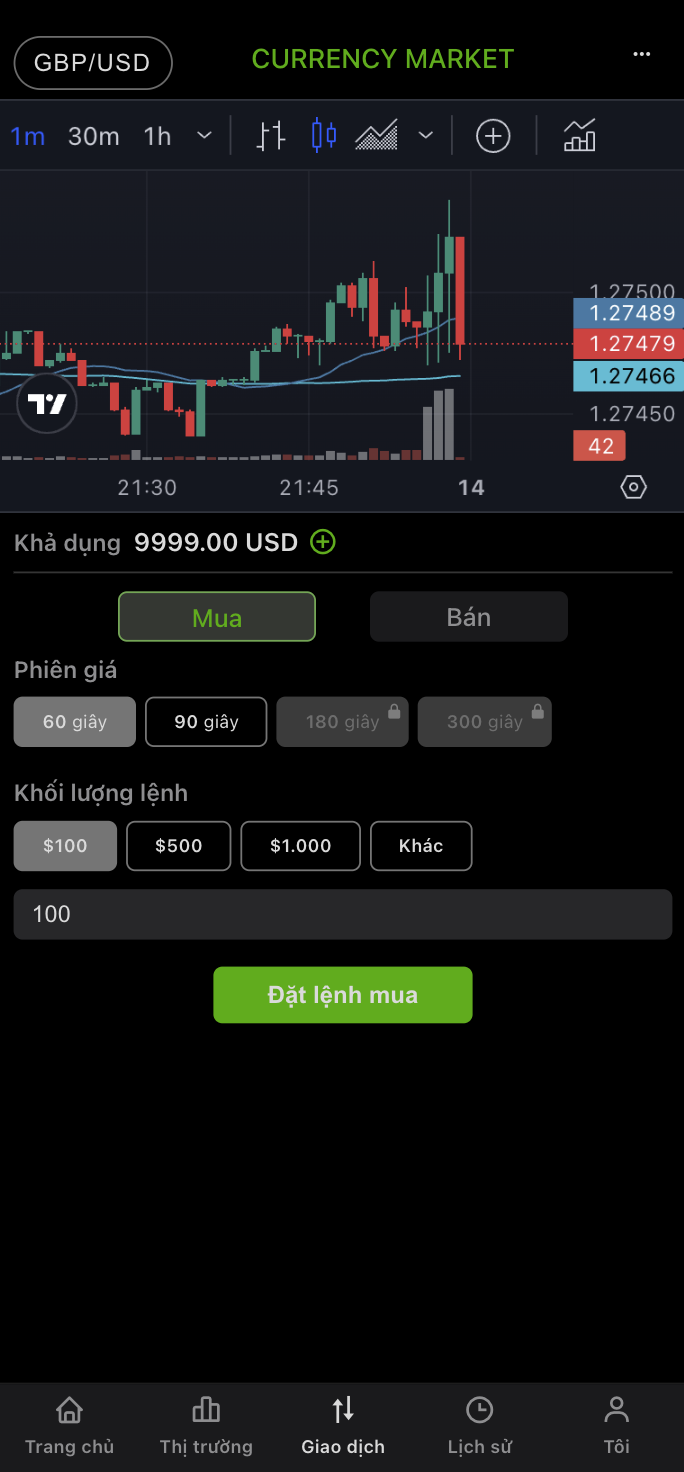 GBP/USD
CURRENCY MARKET
1m 30m 1h
1.27500
1.27489
1.27479
1.27466
1.27450
42
21:30 21:45 14
Khả dụng 9999.00 USD
Mua Bán
Phiên giá
60 giây 90 giây 180 giây 300 giây
Khối lượng lệnh
$100 $500 $1.000 Khác
100
Đặt lệnh mua
Trang chủ Thị trường Giao dịch Lịch sử Tôi